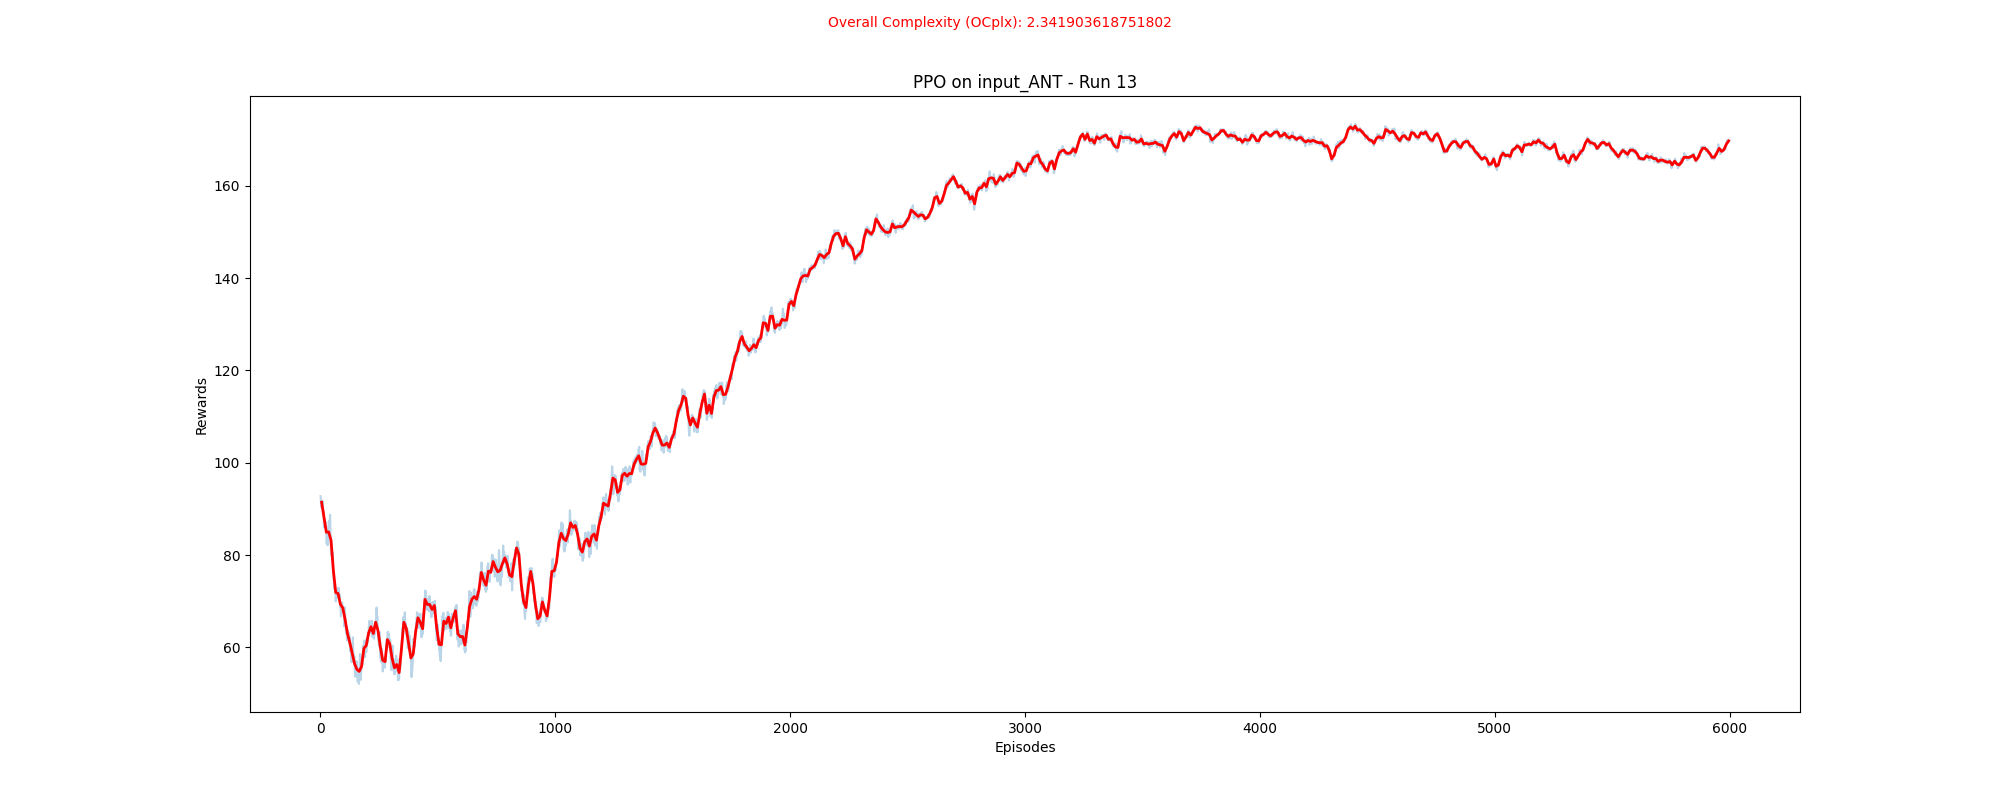 Overall Complexity (OCplx): 2.341903618751802
PPO on input_ANT - Run 13
160
140
120
100
80
60
Rewards
0 1000 2000 3000 4000 5000 6000
Episodes